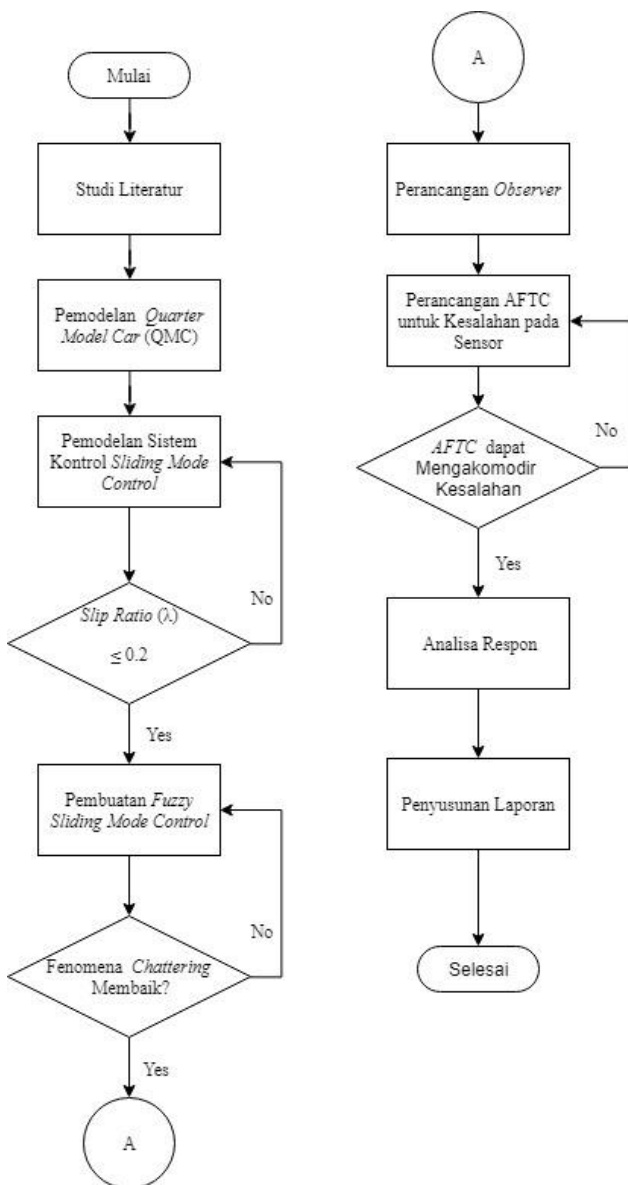 Mulai
Studi Literatur
Pemodelan Quarter
Model Car (QMC)
Pemodelan Sistem
Kontrol Sliding Mode
Control
No
Slip Ratio (λ)
≤ 0.2
Yes
Pembuatan Fuzzy
Sliding Mode Control
No
Fenomena Chattering
Membaik?
Yes
A
A
Perancangan Observer
Perancangan AFTC
untuk Kesalahan pada
Sensor
No
AFTC dapat
Mengakomodir
Kesalahan
Yes
Analisa Respon
Penyusunan Laporan
Selesai